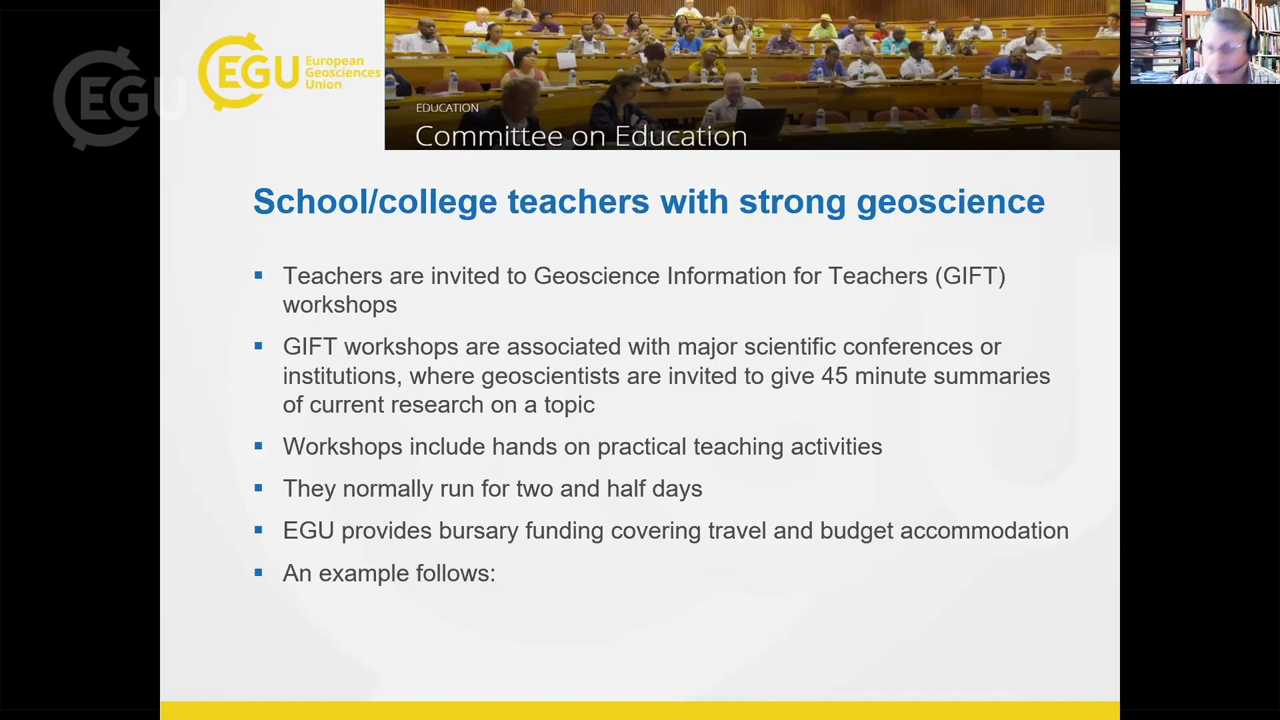 EGU
EGU
European
Geosciences
Union
EDUCATION
Committee on Education
School/college teachers with strong geoscience
▪ Teachers are invited to Geoscience Information for Teachers (GIFT)
workshops
▪ GIFT workshops are associated with major scientific conferences or
institutions, where geoscientists are invited to give 45 minute summaries
of current research on a topic
▪ Workshops include hands on practical teaching activities
▪ They normally run for two and half days
▪ EGU provides bursary funding covering travel and budget accommodation
▪ An example follows: